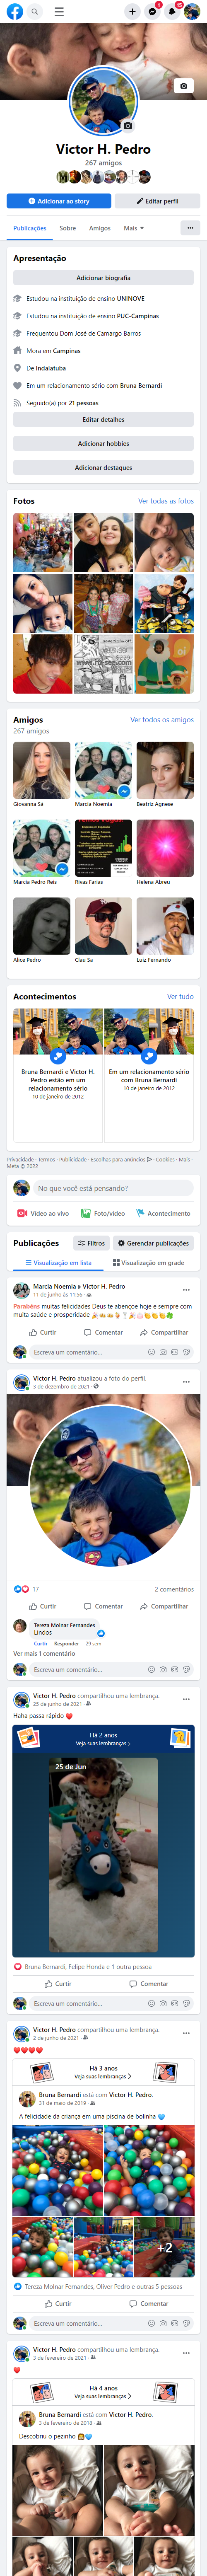 1
15
Victor H. Pedro
267 amigos
Adicionar ao story
Editar perfil
Publicações
Sobre
Amigos
Mais
Apresentação
Adicionar biografia
Estudou na instituição de ensino UNINOVE
Estudou na instituição de ensino PUC-Campinas
Frequentou Dom José de Camargo Barros
Mora em Campinas
De Indaiatuba
Em um relacionamento sério com Bruna Bernardi
Seguido(a) por 21 pessoas
Editar detalhes
Adicionar hobbies
Adicionar destaques
Fotos
Ver todas as fotos
oi
Amigos
Ver todos os amigos
267 amigos
Giovanna Sá
Marcia Noemia
Beatriz Agnese
Marcia Pedro Reis
Rivas Farias
Helena Abreu
Alice Pedro
Clau Sa
Luiz Fernando
Acontecimentos
Ver tudo
Bruna Bernardi e Victor H. Pedro estão em um relacionamento sério
10 de janeiro de 2012
Em um relacionamento sério com Bruna Bernardi
10 de janeiro de 2012
Privacidade · Termos · Publicidade · Escolhas para anúncios · Cookies · Mais ·
Meta © 2022
No que você está pensando?
Vídeo ao vivo
Foto/vídeo
Acontecimento
Publicações
Filtros
Gerenciar publicações
Visualização em lista
Visualização em grade
Marcia Noemia ▸ Victor H. Pedro
11 de junho às 11:56 ·
Parabéns muitas felicidades Deus te abençoe hoje e sempre com
muita saúde e prosperidade
Curtir
Comentar
Compartilhar
Escreva um comentário...
Victor H. Pedro atualizou a foto do perfil.
3 de dezembro de 2021 ·
17
2 comentários
Curtir
Comentar
Compartilhar
Tereza Molnar Fernandes
Lindos
Curtir Responder 29 sem
Ver mais 1 comentário
Escreva um comentário...
Victor H. Pedro compartilhou uma lembrança.
25 de junho de 2021 ·
Haha passa rápido
Há 2 anos
Veja suas lembranças
25 de Jun
Bruna Bernardi, Felipe Honda e 1 outra pessoa
Curtir
Comentar
Escreva um comentário...
Victor H. Pedro compartilhou uma lembrança.
2 de junho de 2021 ·
Há 3 anos
Veja suas lembranças
Bruna Bernardi está com Victor H. Pedro.
31 de maio de 2019 ·
A felicidade da criança em uma piscina de bolinha
+2
Tereza Molnar Fernandes, Oliver Pedro e outras 5 pessoas
Curtir
Comentar
Escreva um comentário...
Victor H. Pedro compartilhou uma lembrança.
3 de fevereiro de 2021 ·
Há 4 anos
Veja suas lembranças
Bruna Bernardi está com Victor H. Pedro.
3 de fevereiro de 2018 ·
Descobriu o pezinho